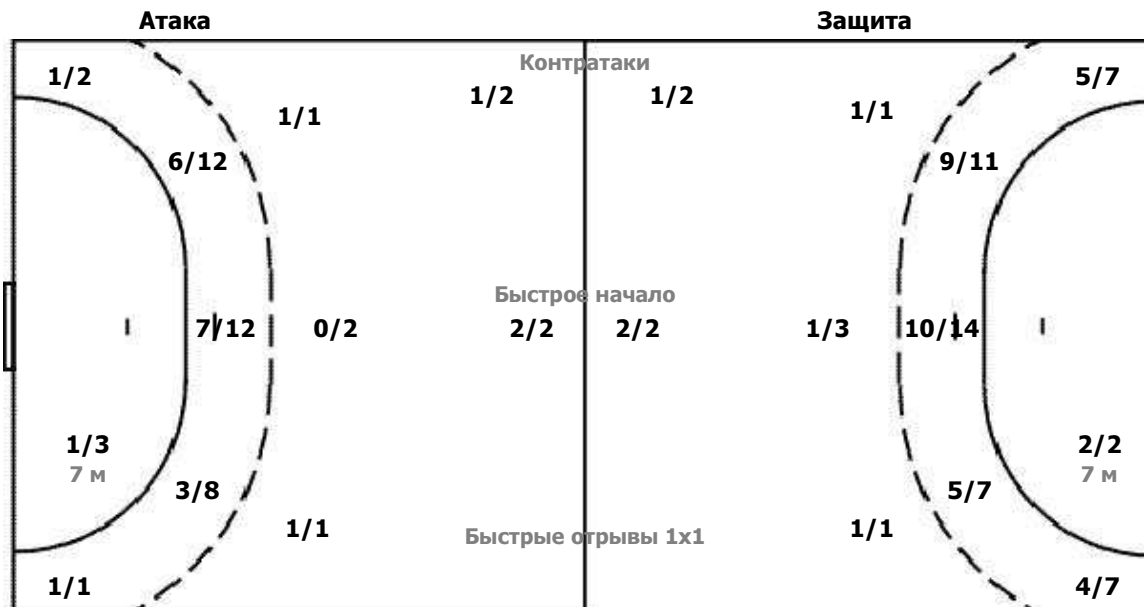 Атака Защита
Контратаки
1/2 1/2 1/2 5/7
1/1 1/1
6/12 9/11
Быстрое начало
7/12 0/2 2/2 2/2 1/3 10/14
1/3 2/2
7 м 7 м
3/8 5/7
1/1 Быстрые отрывы 1x1 1/1
1/1 4/7